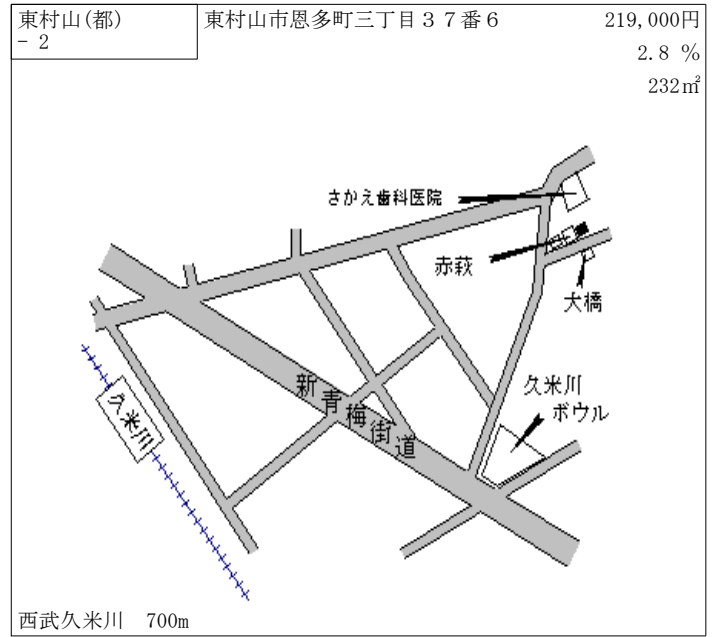 東村山(都)
- 2
東村山市恩多町三丁目３７番６
219,000円
2.8 %
232㎡
さかえ歯科医院
赤萩
大橋
久米川
ボウル
新青梅街道
久米川
西武久米川　700m